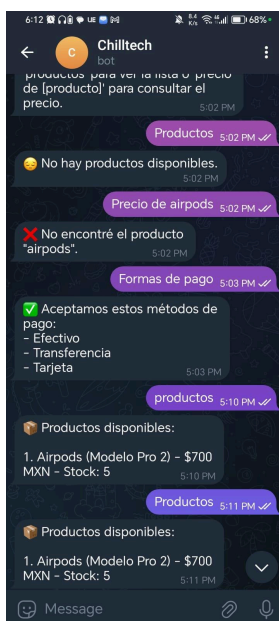 6:12 UE 8.4 K/s 68%
C
Chilltech
bot
productos' para ver la lista o 'precio
de [producto]' para consultar el
precio.
5:02 PM
Productos 5:02 PM
😔 No hay productos disponibles.
5:02 PM
Precio de airpods 5:02 PM
❌ No encontré el producto
"airpods".
5:02 PM
Formas de pago 5:03 PM
✅ Aceptamos estos métodos de
pago:
- Efectivo
- Transferencia
- Tarjeta
5:03 PM
productos 5:10 PM
📦 Productos disponibles:
1. Airpods (Modelo Pro 2) - $700
MXN - Stock: 5
5:10 PM
Productos 5:11 PM
📦 Productos disponibles:
1. Airpods (Modelo Pro 2) - $700
MXN - Stock: 5
5:11 PM
Message